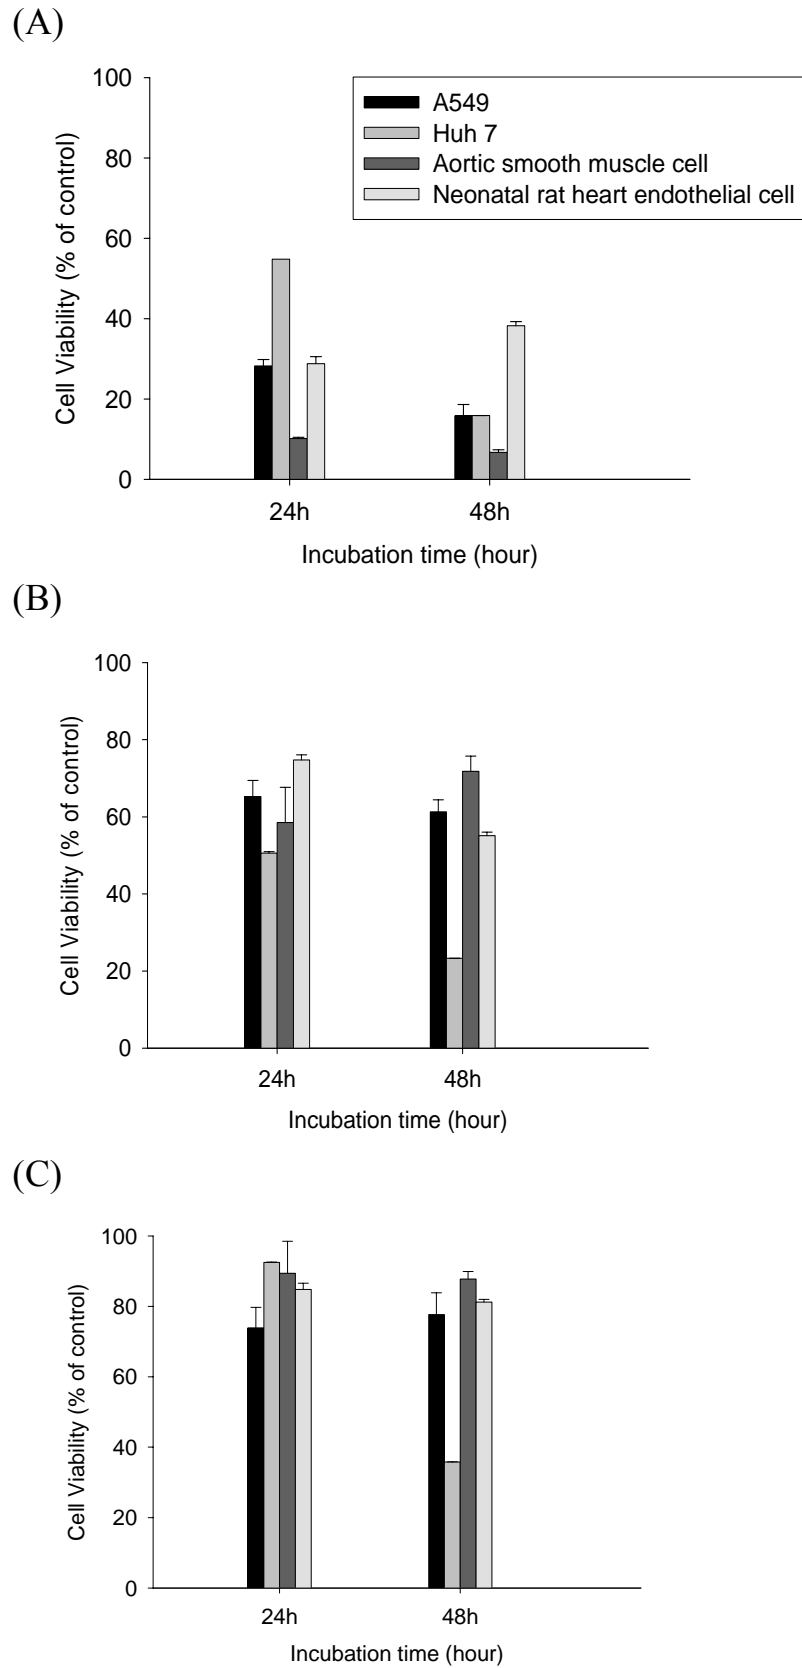 (A)
100
80
60
40
20
0
Cell Viability (% of control)
A549
Huh 7
Aortic smooth muscle cell
Neonatal rat heart endothelial cell
24h 48h
Incubation time (hour)
(B)
100
80
60
40
20
0
Cell Viability (% of control)
24h 48h
Incubation time (hour)
(C)
100
80
60
40
20
0
Cell Viability (% of control)
24h 48h
Incubation time (hour)